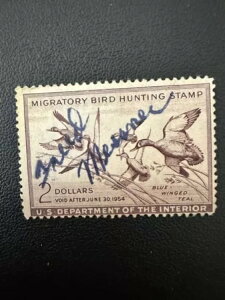 MIGRATORY BIRD HUNTING STAMP
2 DOLLARS
VOID AFTER JUNE 30, 1954
BLUE-
WINGED
TEAL
U.S. DEPARTMENT OF THE INTERIOR